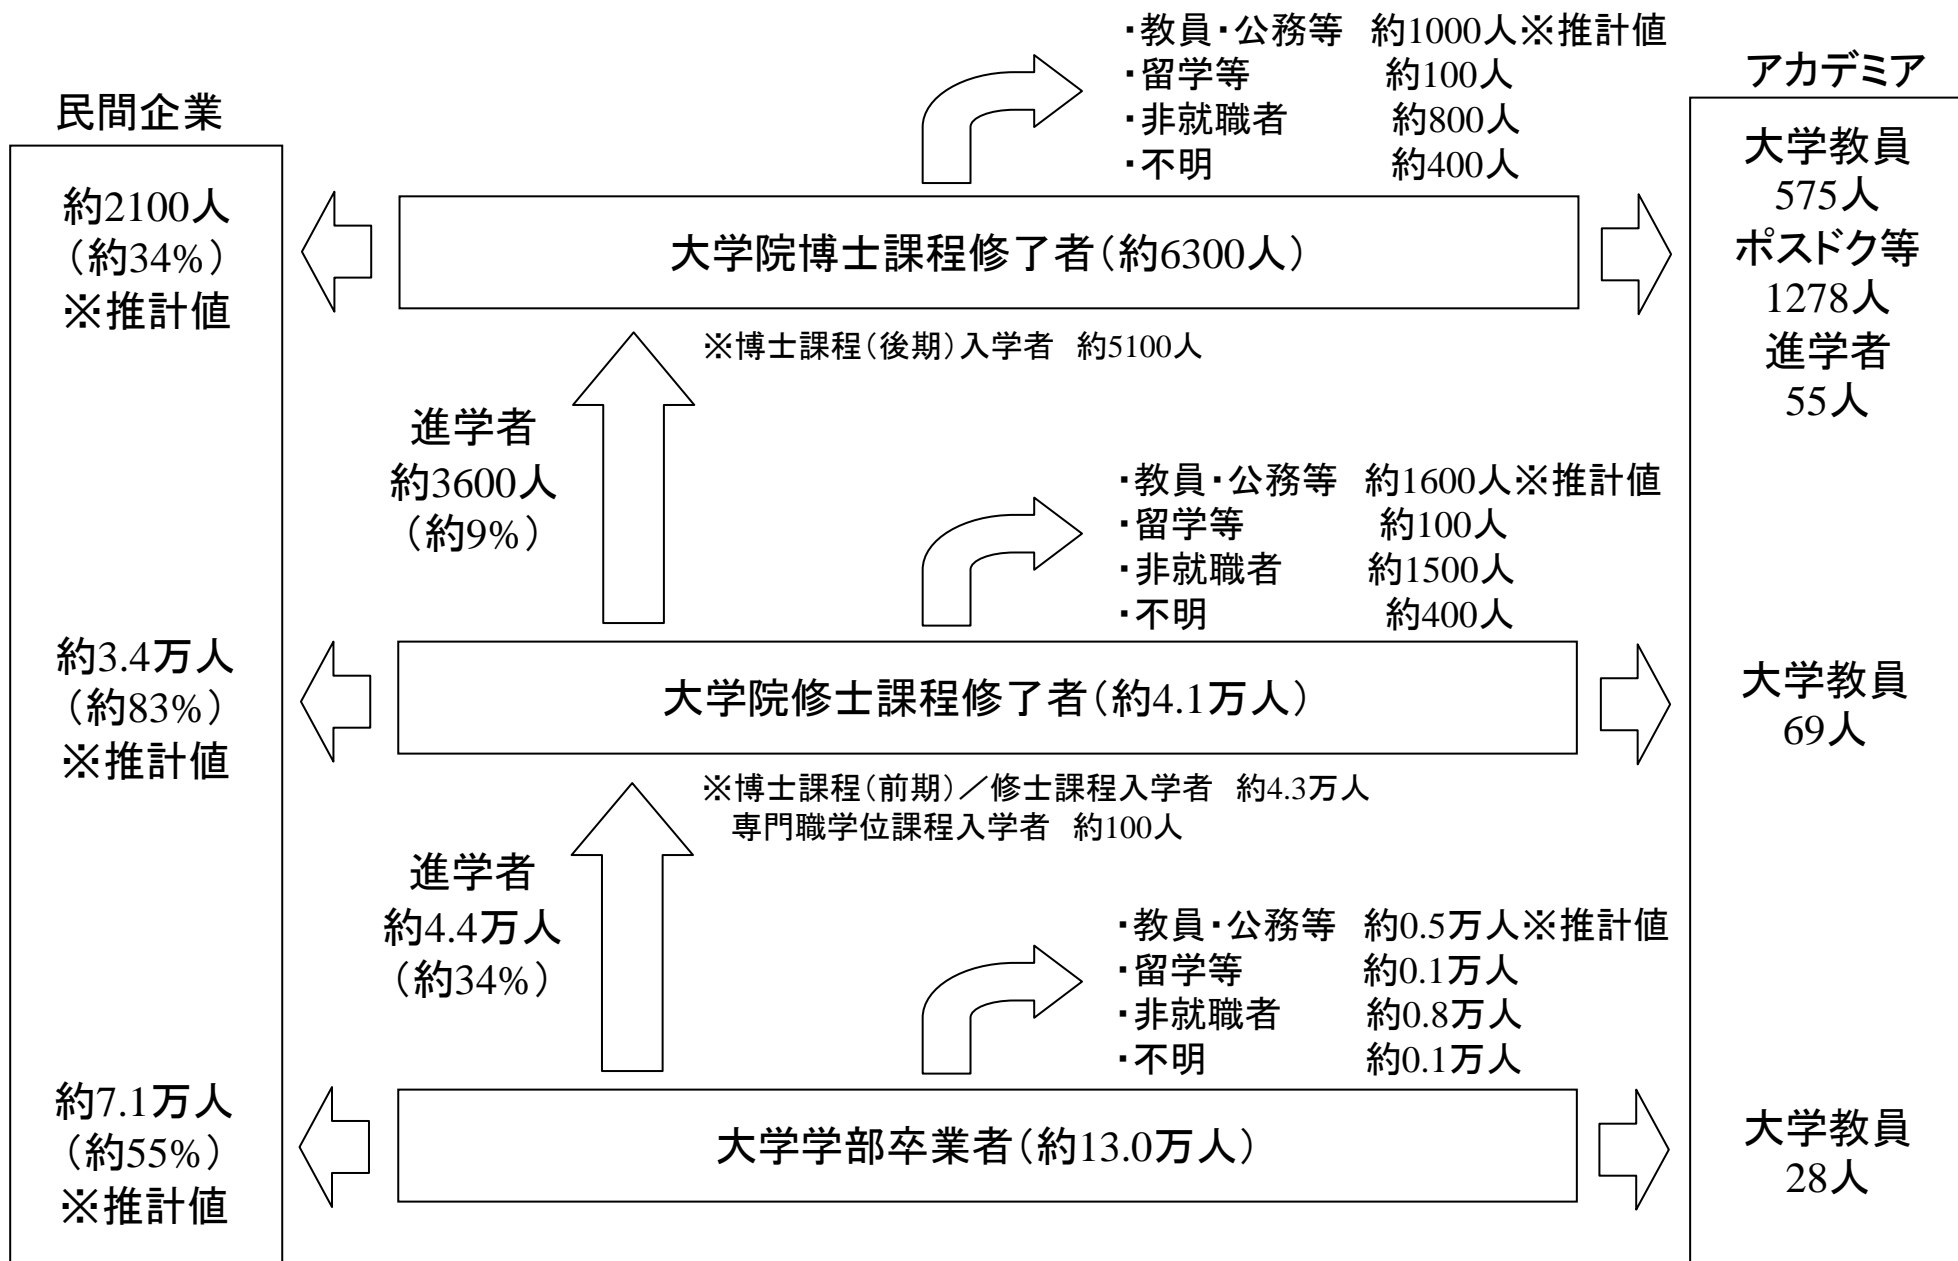 ・教員・公務等　約1000人※推計値
・留学等　約100人
・非就職者　約800人
・不明　約400人
民間企業
アカデミア
約2100人
（約34%）
※推計値
大学院博士課程修了者（約6300人）
大学教員
575人
ポスドク等
1278人
進学者
55人
※博士課程（後期）入学者　約5100人
進学者
約3600人
（約9%）
・教員・公務等　約1600人※推計値
・留学等　約100人
・非就職者　約1500人
・不明　約400人
約3.4万人
（約83%）
※推計値
大学院修士課程修了者（約4.1万人）
大学教員
69人
※博士課程（前期）／修士課程入学者　約4.3万人
専門職学位課程入学者　約100人
進学者
約4.4万人
（約34%）
・教員・公務等　約0.5万人※推計値
・留学等　約0.1万人
・非就職者　約0.8万人
・不明　約0.1万人
約7.1万人
（約55%）
※推計値
大学学部卒業者（約13.0万人）
大学教員
28人